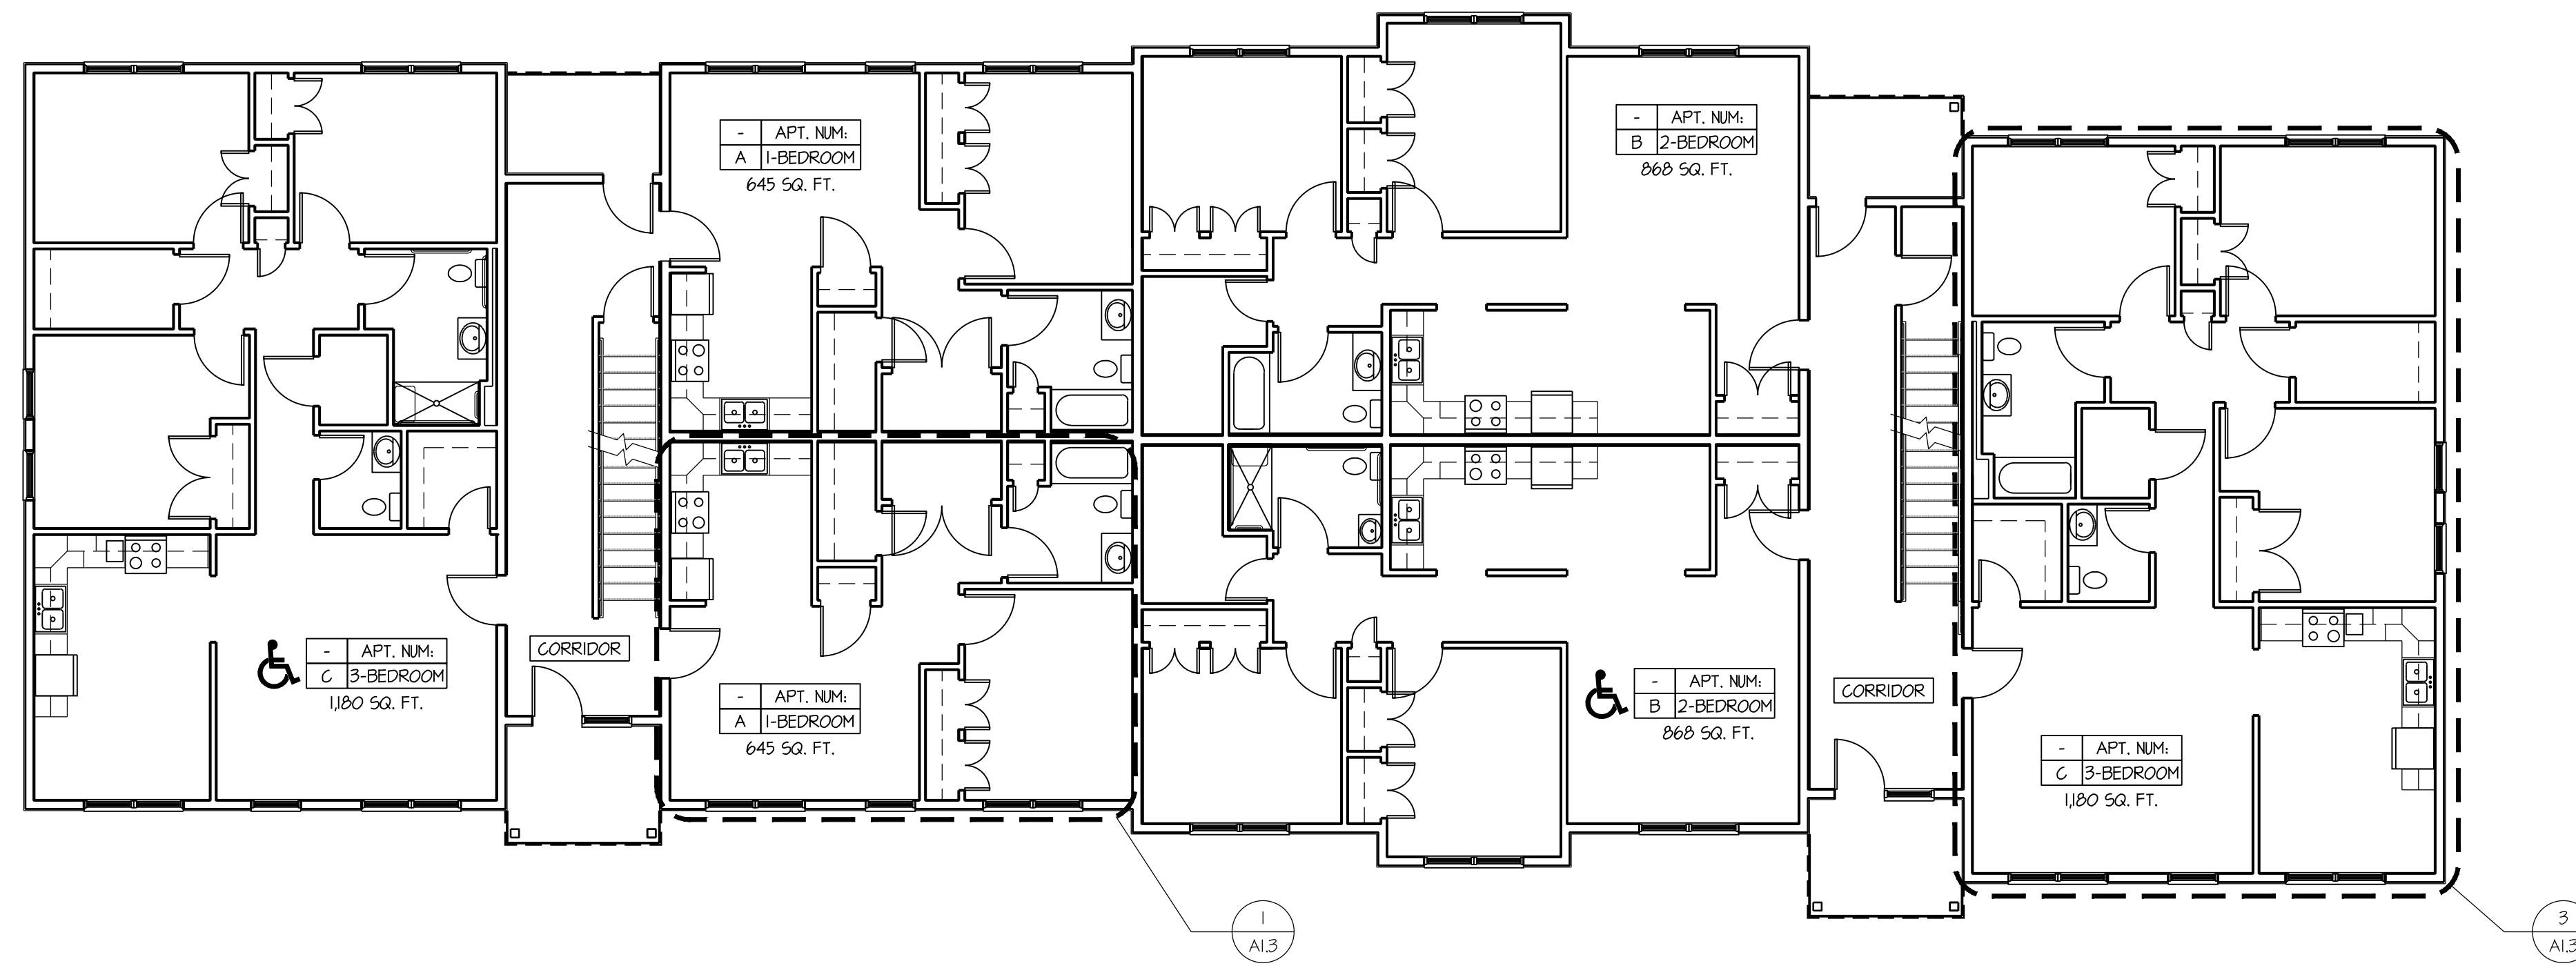 - APT. NUM:
A 1-BEDROOM
645 SQ. FT.
- APT. NUM:
B 2-BEDROOM
868 SQ. FT.
- APT. NUM:
C 3-BEDROOM
1,180 SQ. FT.
CORRIDOR
- APT. NUM:
A 1-BEDROOM
645 SQ. FT.
- APT. NUM:
B 2-BEDROOM
868 SQ. FT.
CORRIDOR
- APT. NUM:
C 3-BEDROOM
1,180 SQ. FT.
1
A1.3
3
A1.3